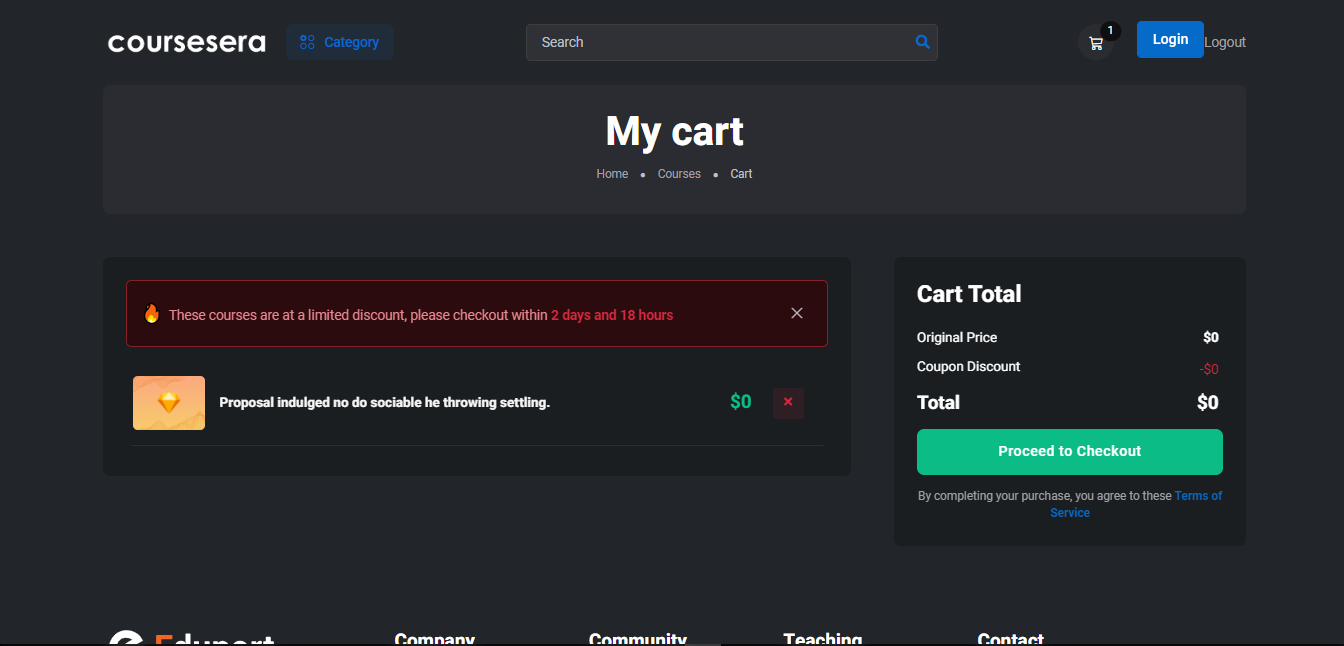 coursesera
Category
Search
1
Login
Logout
My cart
Home • Courses • Cart
These courses are at a limited discount, please checkout within 2 days and 18 hours
Proposal indulged no do sociable he throwing settling.
$0
Cart Total
Original Price
$0
Coupon Discount
-$0
Total
$0
Proceed to Checkout
By completing your purchase, you agree to these Terms of
Service
Eduport
Company
Community
Teaching
Contact